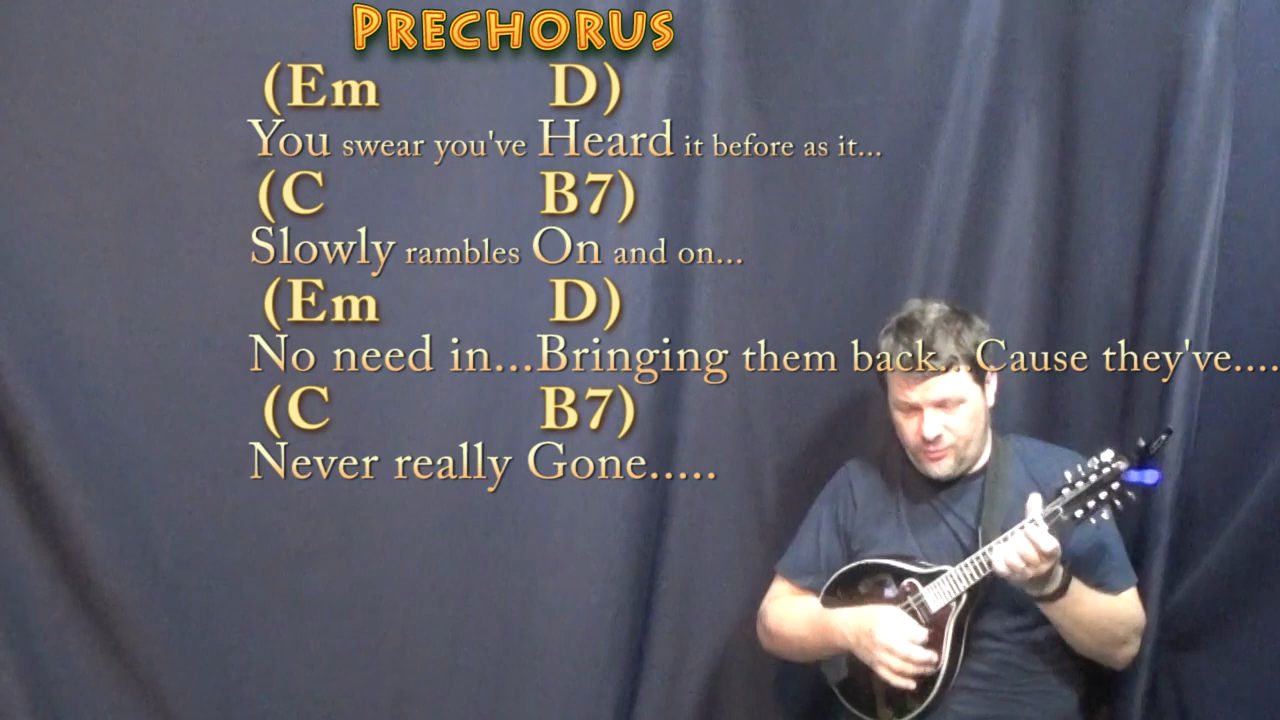 PRECHORUS
(Em D)
You swear you've Heard it before as it...
(C B7)
Slowly rambles On and on...
(Em D)
No need in...Bringing them back...Cause they've....
(C B7)
Never really Gone.....